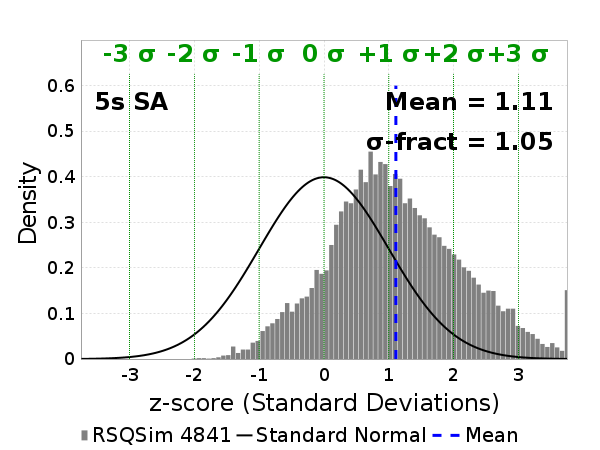 -3 σ -2 σ -1 σ 0 σ +1 σ +2 σ +3 σ
0.6
5s SA
Mean = 1.11
0.5
σ-fract = 1.05
0.4
0.3
0.2
0.1
0
Density
-3 -2 -1 0 1 2 3
z-score (Standard Deviations)
RSQSim 4841 Standard Normal Mean